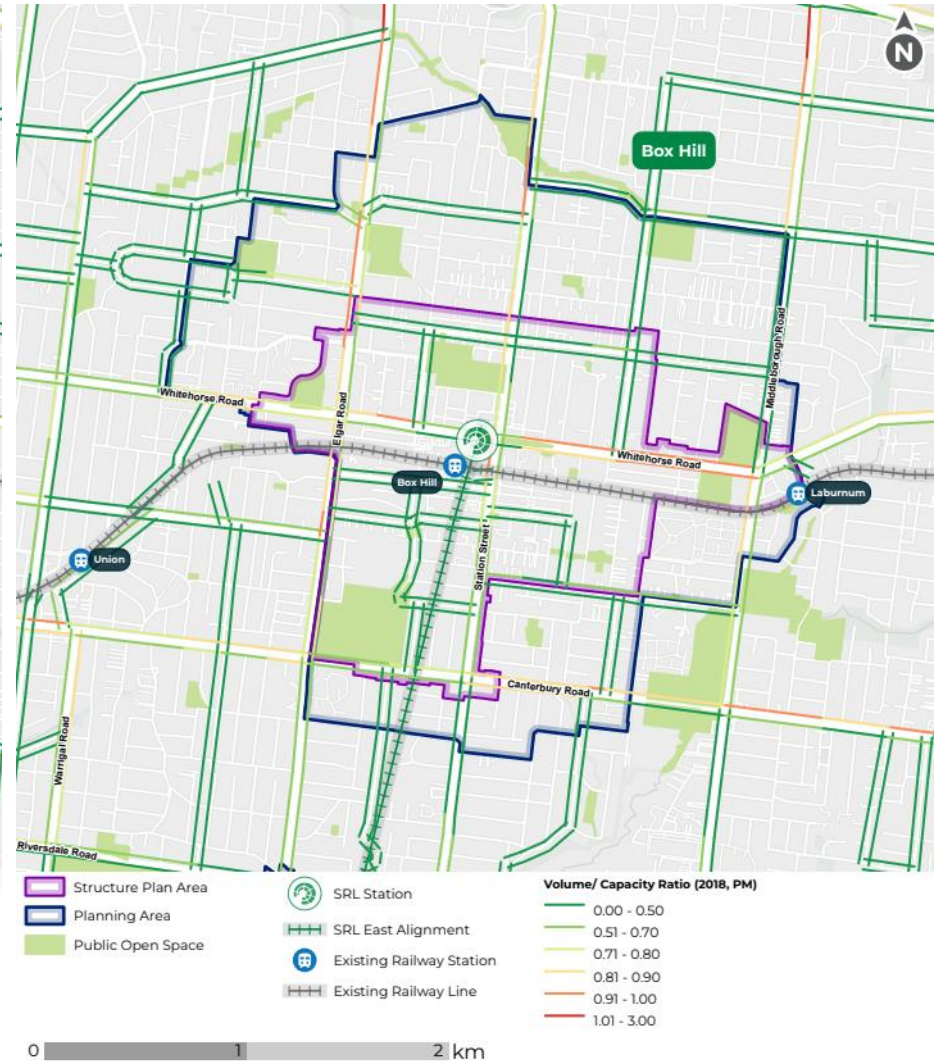 N
Box Hill
Middleborough Road
Whitehorse Road
Elgar Road
Whitehorse Road
Box Hill
Laburnum
Union
Station Street
Canterbury Road
Warrigal Road
Riversdale Road
Structure Plan Area
Planning Area
Public Open Space
SRL Station
SRL East Alignment
Existing Railway Station
Existing Railway Line
Volume/ Capacity Ratio (2018, PM)
0.00 - 0.50
0.51 - 0.70
0.71 - 0.80
0.81 - 0.90
0.91 - 1.00
1.01 - 3.00
0 1 2 km